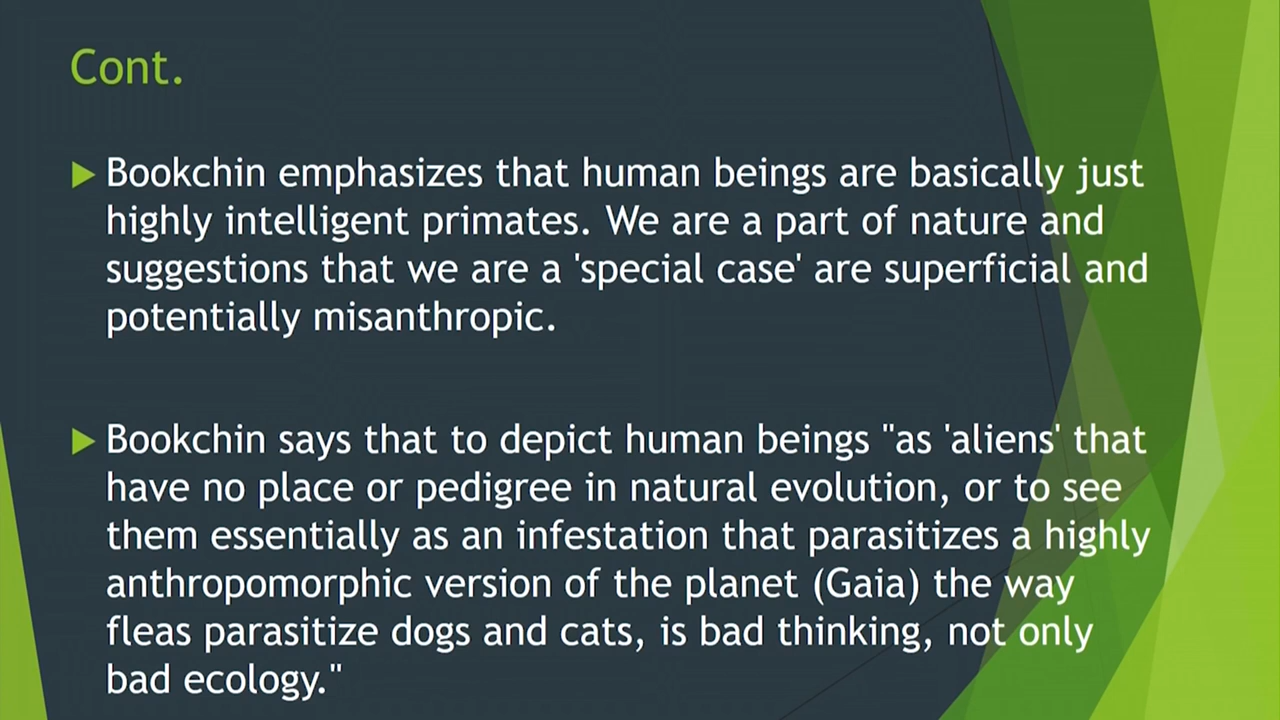 Cont.
Bookchin emphasizes that human beings are basically just
highly intelligent primates. We are a part of nature and
suggestions that we are a 'special case' are superficial and
potentially misanthropic.
Bookchin says that to depict human beings "as 'aliens' that
have no place or pedigree in natural evolution, or to see
them essentially as an infestation that parasitizes a highly
anthropomorphic version of the planet (Gaia) the way
fleas parasitize dogs and cats, is bad thinking, not only
bad ecology."